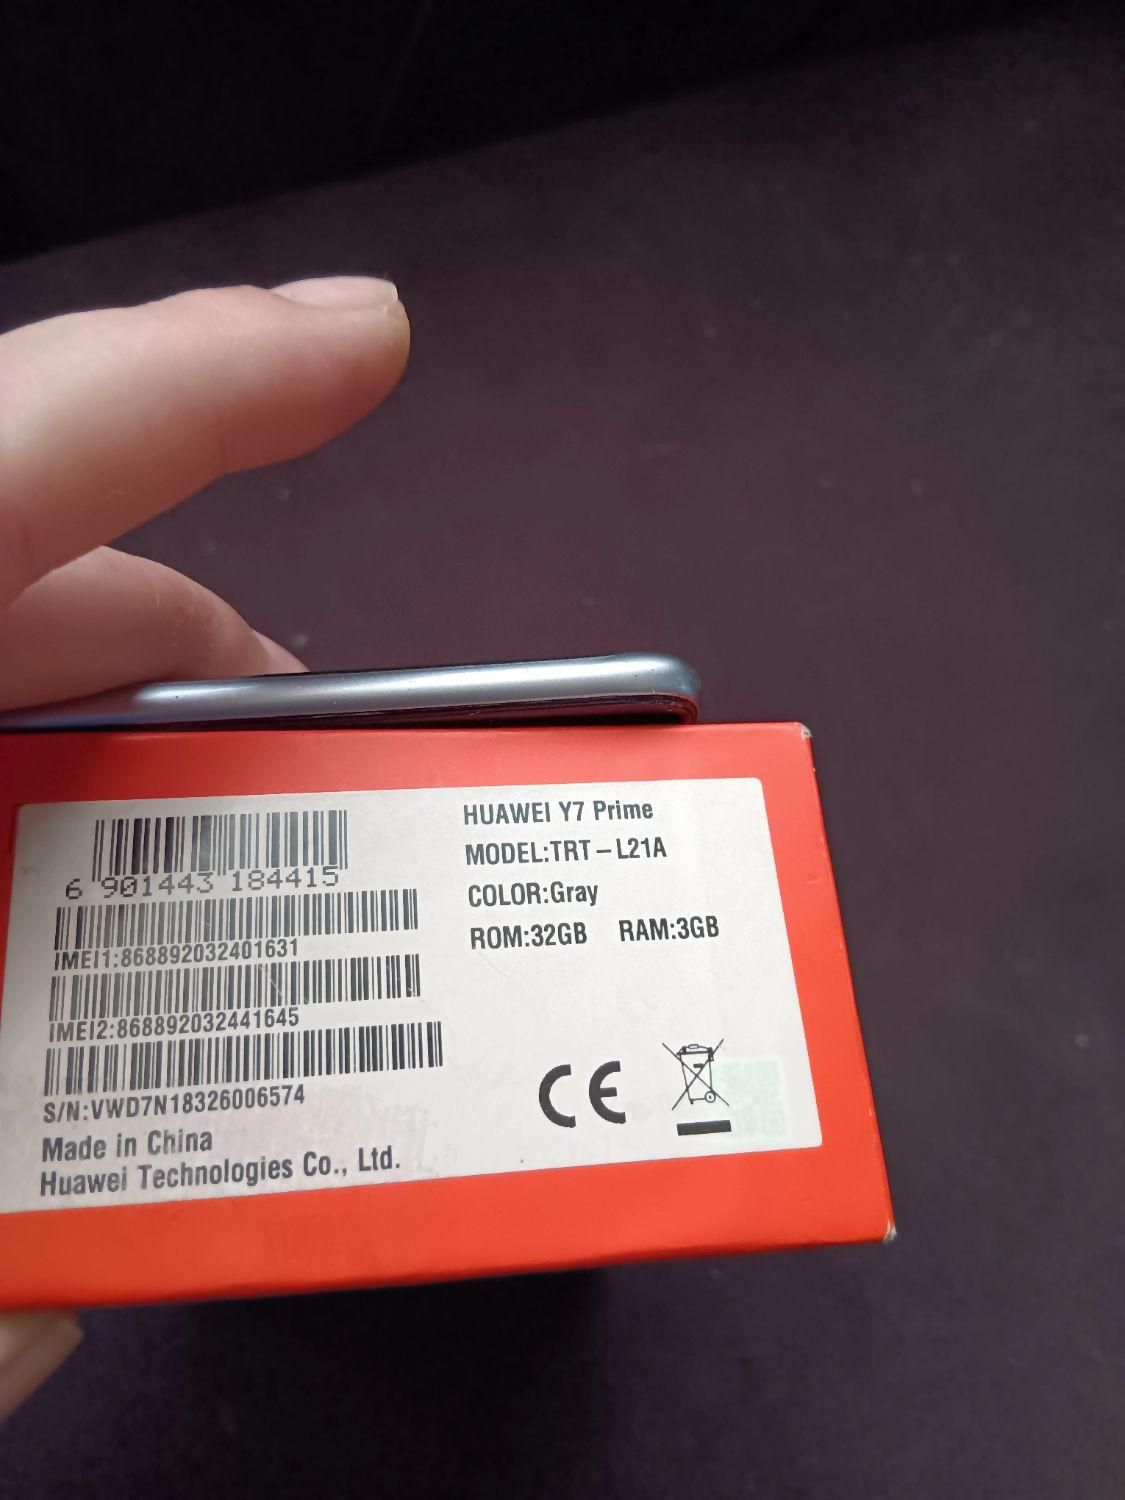 6 901443 184415
IMEI1:868892032401631
IMEI2:868892032441645
S/N:VWD7N18326006574
Made in China
Huawei Technologies Co., Ltd.
HUAWEI Y7 Prime
MODEL:TRT-L21A
COLOR:Gray
ROM:32GB RAM:3GB
CE